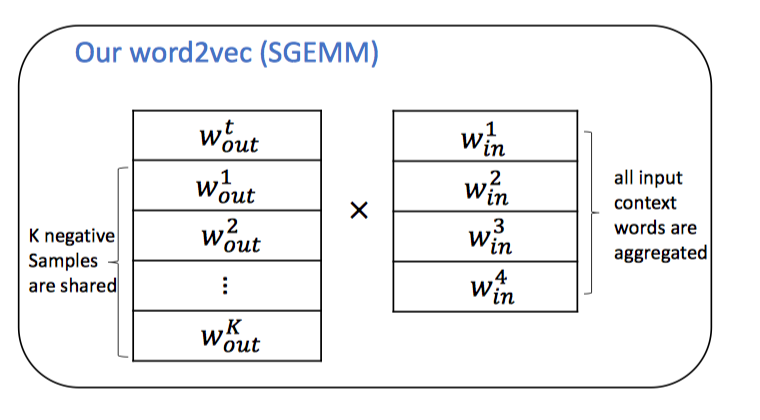 Our word2vec (SGEMM)
w^t_out
w^1_out
w^2_out
⋮
w^K_out
K negative
Samples
are shared
×
w^1_in
w^2_in
w^3_in
w^4_in
all input
context
words are
aggregated